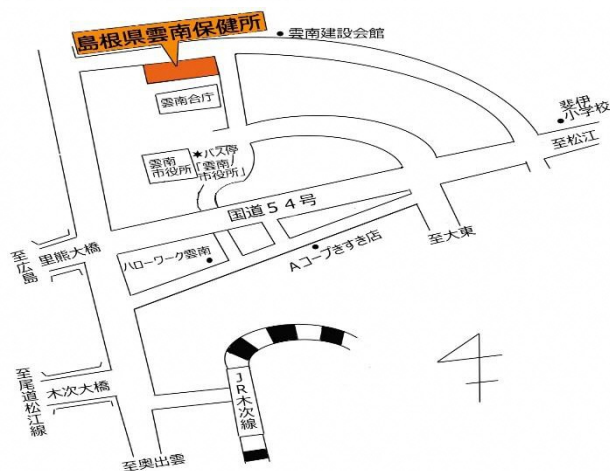 島根県雲南保健所
雲南建設会館
雲南合庁
斐伊
小学校
至松江
雲南
市役所
★バス停
「雲南
市役所」
国道54号
至大東
至広島
里熊大橋
ハローワーク雲南
Aコープきすき店
至尾道松江線
木次大橋
JR木次線
至奥出雲